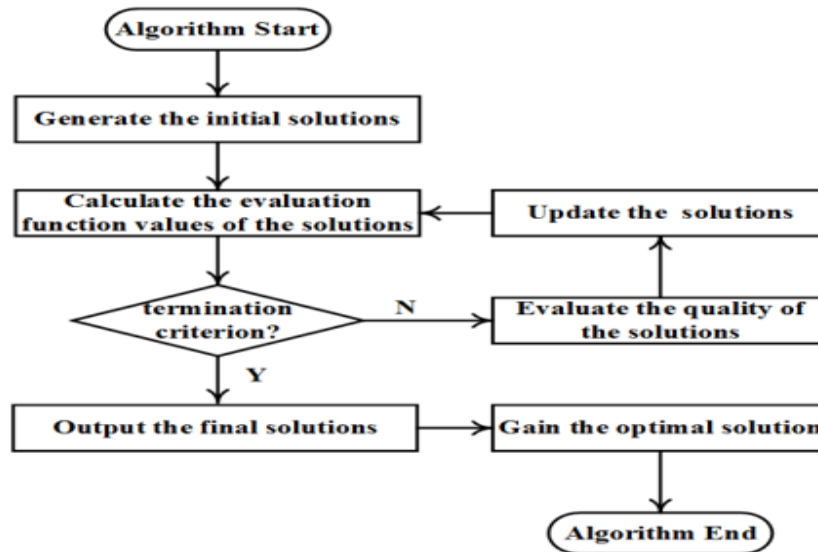 Algorithm Start
Generate the initial solutions
Calculate the evaluation
function values of the solutions
Update the solutions
termination
criterion?
N
Evaluate the quality of
the solutions
Y
Output the final solutions
Gain the optimal solution
Algorithm End